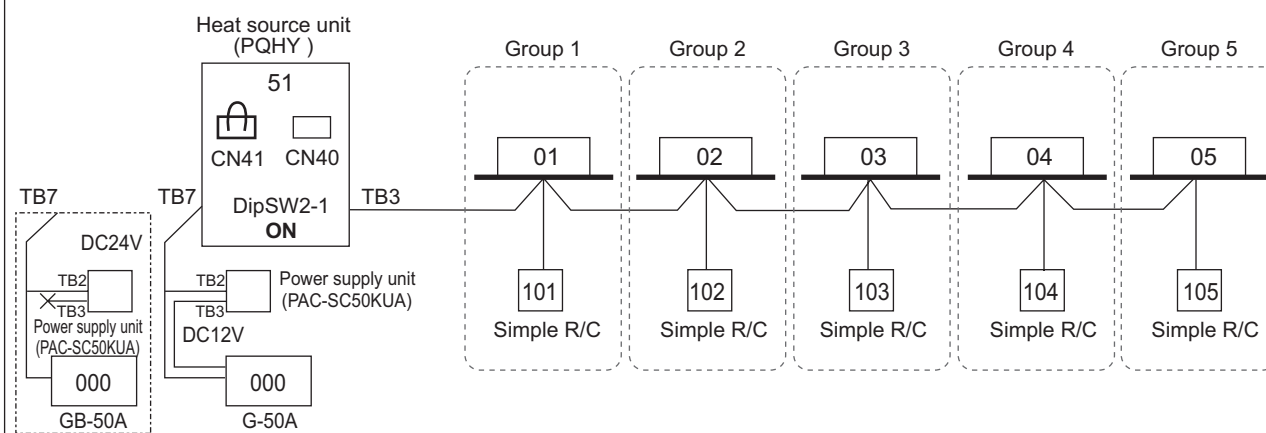 Heat source unit
(PQHY )
51
CN41 CN40
DipSW2-1
ON
TB7
TB7
TB3
DC24V
TB2
TB3
Power supply unit
(PAC-SC50KUA)
000
GB-50A
TB2
TB3
Power supply unit
(PAC-SC50KUA)
DC12V
000
G-50A
Group 1 Group 2 Group 3 Group 4 Group 5
01 02 03 04 05
101 102 103 104 105
Simple R/C Simple R/C Simple R/C Simple R/C Simple R/C